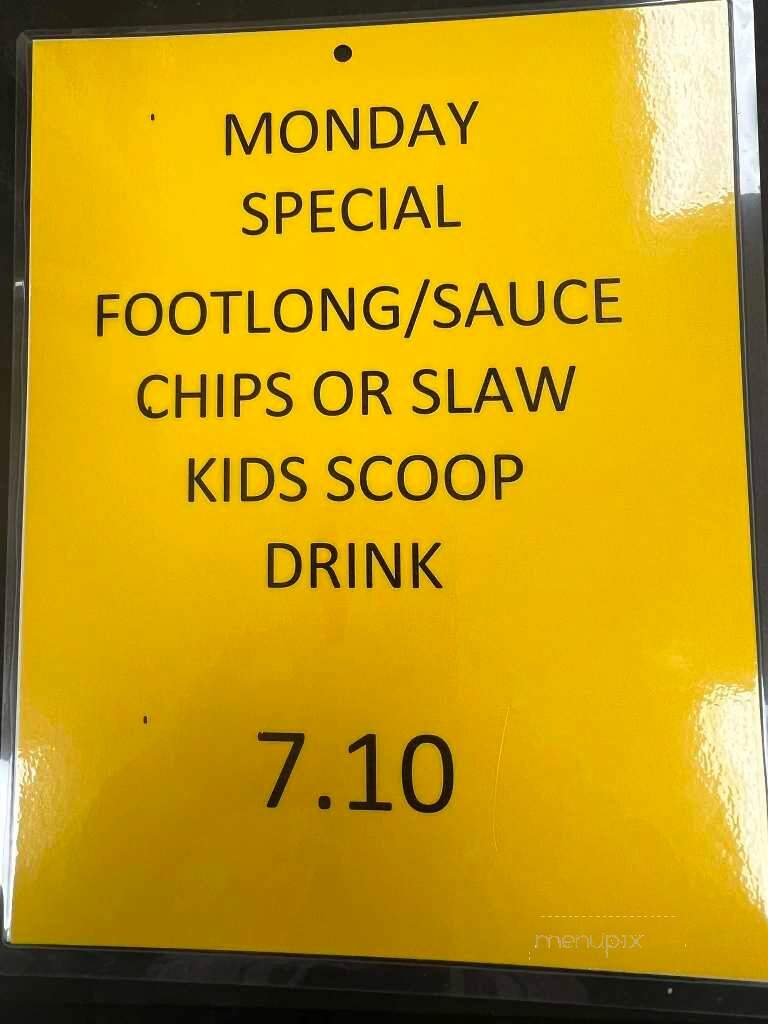 MONDAY
SPECIAL
FOOTLONG/SAUCE
CHIPS OR SLAW
KIDS SCOOP
DRINK
7.10
menupix